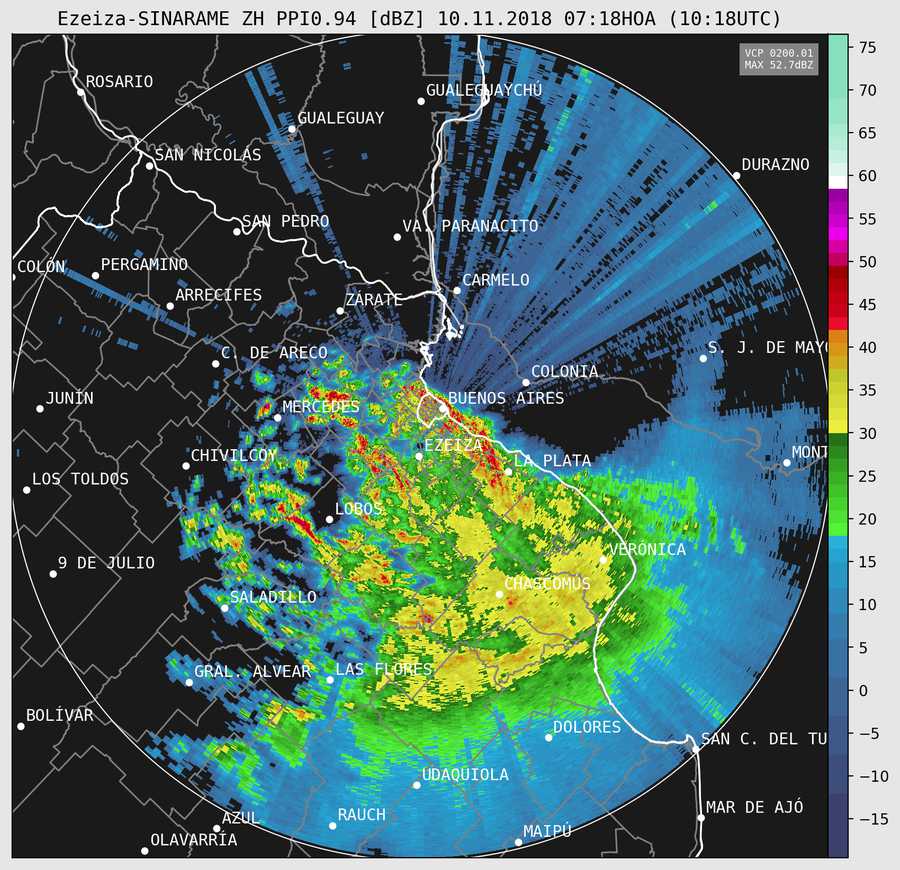 Ezeiza-SINARAME ZH PPI0.94 [dBZ] 10.11.2018 07:18HOA (10:18UTC)
VCP 0200.01
MAX 52.7dBZ
ROSARIO
GUALEGUAYCHÚ
GUALEGUAY
SAN NICOLÁS
DURAZNO
SAN PEDRO
VA. PARANACITO
COLÓN
PERGAMINO
CARMELO
ARRECIFES
ZÁRATE
C. DE ARECO
S. J. DE MAYO
COLONIA
JUNÍN
MERCEDES
BUENOS AIRES
EZEIZA
MONT
CHIVILCOY
LA PLATA
LOS TOLDOS
LOBOS
VERÓNICA
9 DE JULIO
CHASCOMÚS
SALADILLO
GRAL. ALVEAR
LAS FLORES
BOLÍVAR
DOLORES
SAN C. DEL TU
UDAQUIOLA
MAR DE AJÓ
RAUCH
AZUL
MAIPÚ
OLAVARRÍA
75
70
65
60
55
50
45
40
35
30
25
20
15
10
5
0
−5
−10
−15